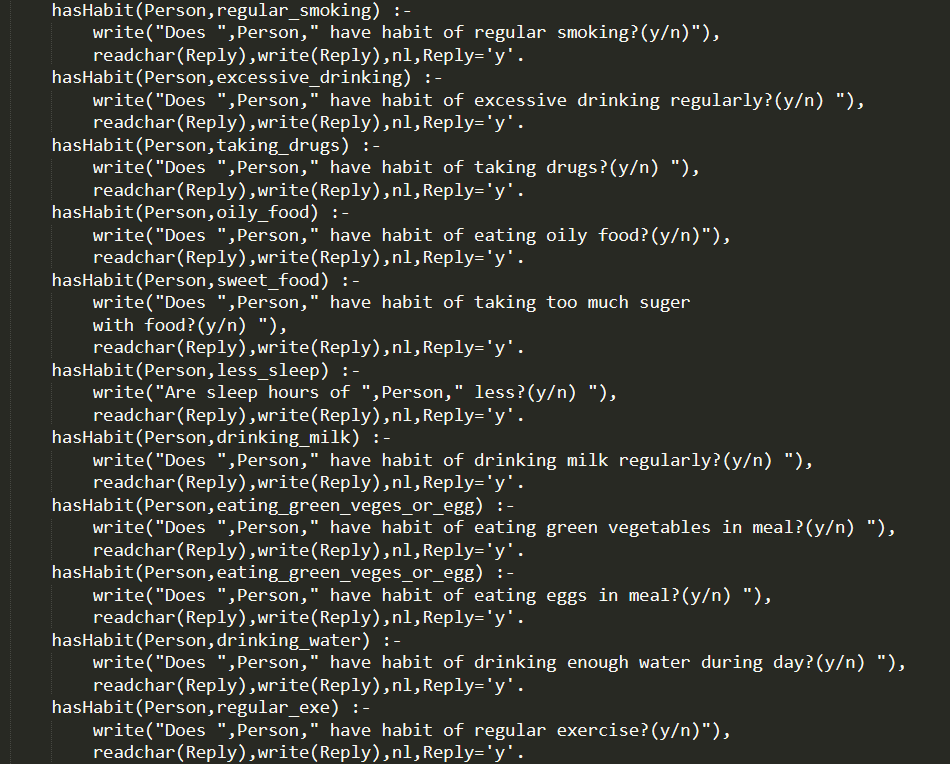 hasHabit(Person,regular_smoking) :-
    write("Does ",Person," have habit of regular smoking?(y/n)"),
    readchar(Reply),nl,Reply='y'.
hasHabit(Person,excessive_drinking) :-
    write("Does ",Person," have habit of excessive drinking regularly?(y/n) "),
    readchar(Reply),write(Reply),nl,Reply='y'.
hasHabit(Person,taking_drugs) :-
    write("Does ",Person," have habit of taking drugs?(y/n) "),
    readchar(Reply),write(Reply),nl,Reply='y'.
hasHabit(Person,oily_food) :-
    write("Does ",Person," have habit of eating oily food?(y/n)"),
    readchar(Reply),write(Reply),nl,Reply='y'.
hasHabit(Person,sweet_food) :-
    write("Does ",Person," have habit of taking too much suger
    with food?(y/n) "),
    readchar(Reply),write(Reply),nl,Reply='y'.
hasHabit(Person,less_sleep) :-
    write("Are sleep hours of ",Person," less?(y/n) "),
    readchar(Reply),write(Reply),nl,Reply='y'.
hasHabit(Person,drinking_milk) :-
    write("Does ",Person," have habit of drinking milk regularly?(y/n) "),
    readchar(Reply),write(Reply),nl,Reply='y'.
hasHabit(Person,eating_green_veges_or_egg) :-
    write("Does ",Person," have habit of eating green vegetables in meal?(y/n) "),
    readchar(Reply),write(Reply),nl,Reply='y'.
hasHabit(Person,eating_green_veges_or_egg) :-
    write("Does ",Person," have habit of eating eggs in meal?(y/n) "),
    readchar(Reply),write(Reply),nl,Reply='y'.
hasHabit(Person,drinking_water) :-
    write("Does ",Person," have habit of drinking enough water during day?(y/n) "),
    readchar(Reply),write(Reply),nl,Reply='y'.
hasHabit(Person,regular_exe) :-
    write("Does ",Person," have habit of regular exercise?(y/n)"),
    readchar(Reply),write(Reply),nl,Reply='y'.